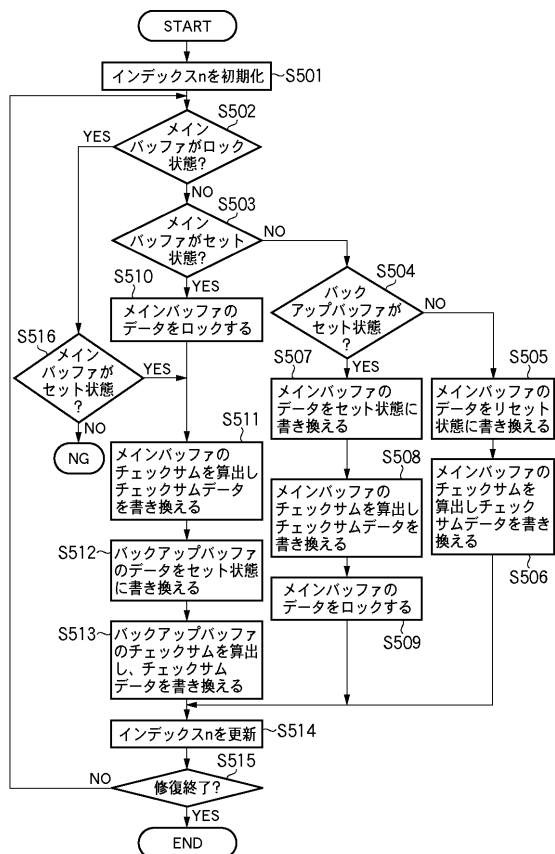 START
インデックスnを初期化
S501
S502
メイン
バッファがロック
状態?
YES
NO
S503
メイン
バッファがセット
状態?
NO
YES
S504
バック
アップバッファが
セット状態
?
NO
YES
S510
メインバッファの
データをロックする
S516
メイン
バッファが
セット状態
?
YES
NO
NG
S507
メインバッファの
データをセット状態に
書き換える
S505
メインバッファの
データをリセット
状態に書き換える
S511
メインバッファの
チェックサムを算出し
チェックサムデータ
を書き換える
S508
メインバッファの
チェックサムを算出し
チェックサムデータを
書き換える
メインバッファの
チェックサムを
算出しチェック
サムデータを書き
換える
S506
S512
バックアップバッファ
のデータをセット状態
に書き換える
メインバッファの
データをロックする
S509
S513
バックアップバッファ
のチェックサムを算出
し、チェックサム
データを書き換える
インデックスnを更新
S514
S515
修復終了?
NO
YES
END